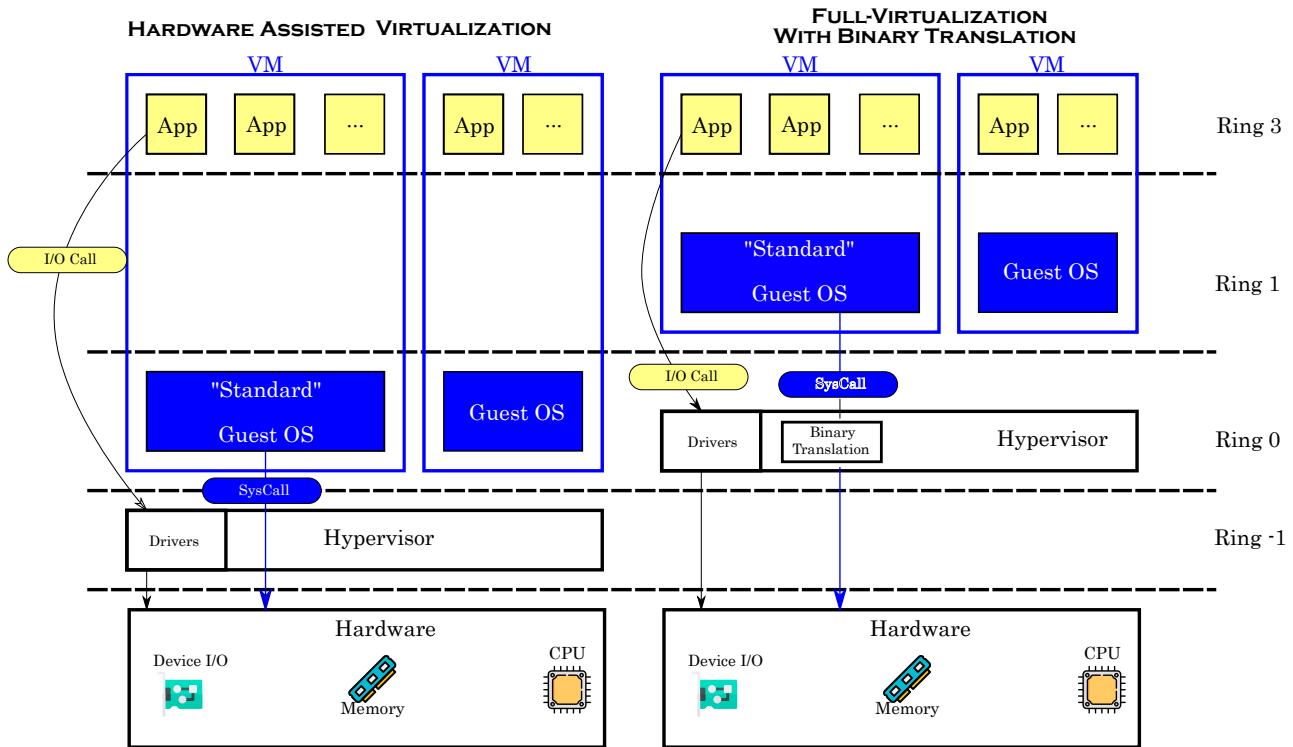 HARDWARE ASSISTED VIRTUALIZATION
VM
VM
App
App
...
App
...
I/O Call
"Standard"
Guest OS
Guest OS
SysCall
Drivers
Hypervisor
Hardware
Device I/O
Memory
CPU
FULL-VIRTUALIZATION
WITH BINARY TRANSLATION
VM
VM
App
App
...
App
...
"Standard"
Guest OS
Guest OS
I/O Call
SysCall
Drivers
Binary
Translation
Hypervisor
Hardware
Device I/O
Memory
CPU
Ring 3
Ring 1
Ring 0
Ring -1